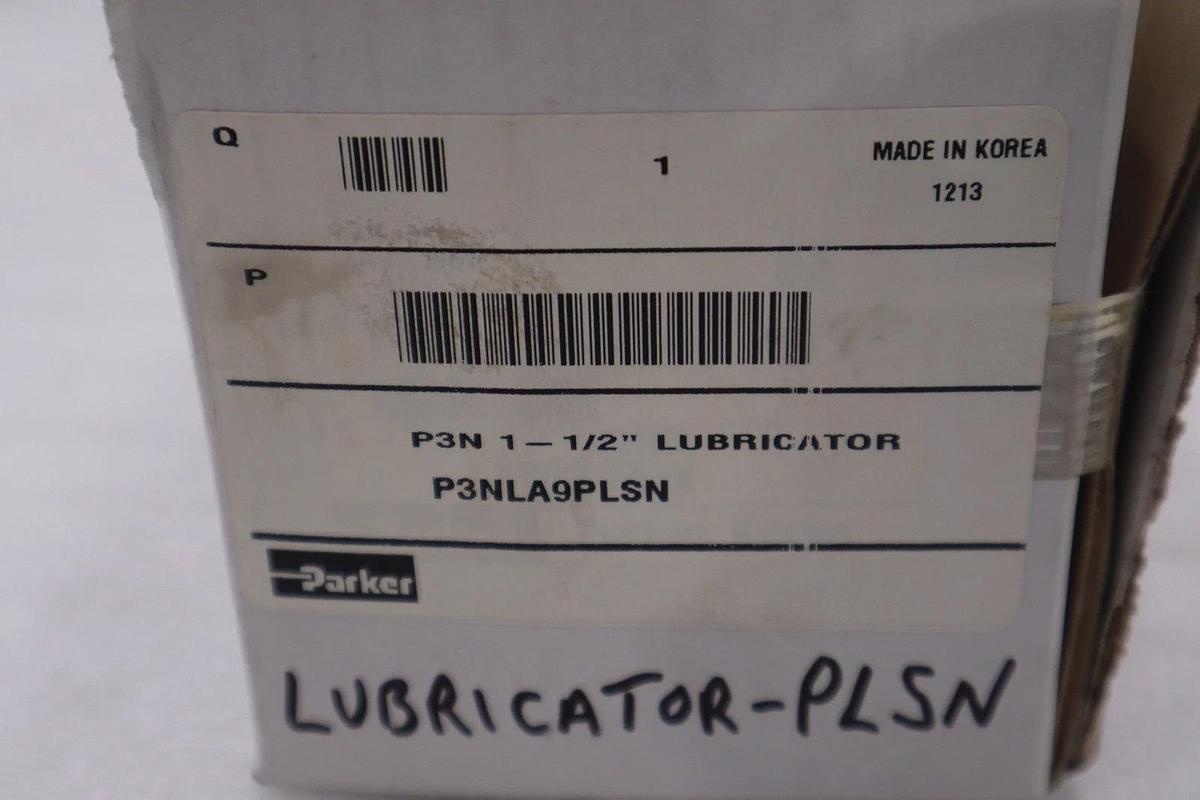 Q 1 MADE IN KOREA
1213
P
P3N 1-1/2" LUBRICATOR
P3NLA9PLSN
Parker
LUBRICATOR-PLSN